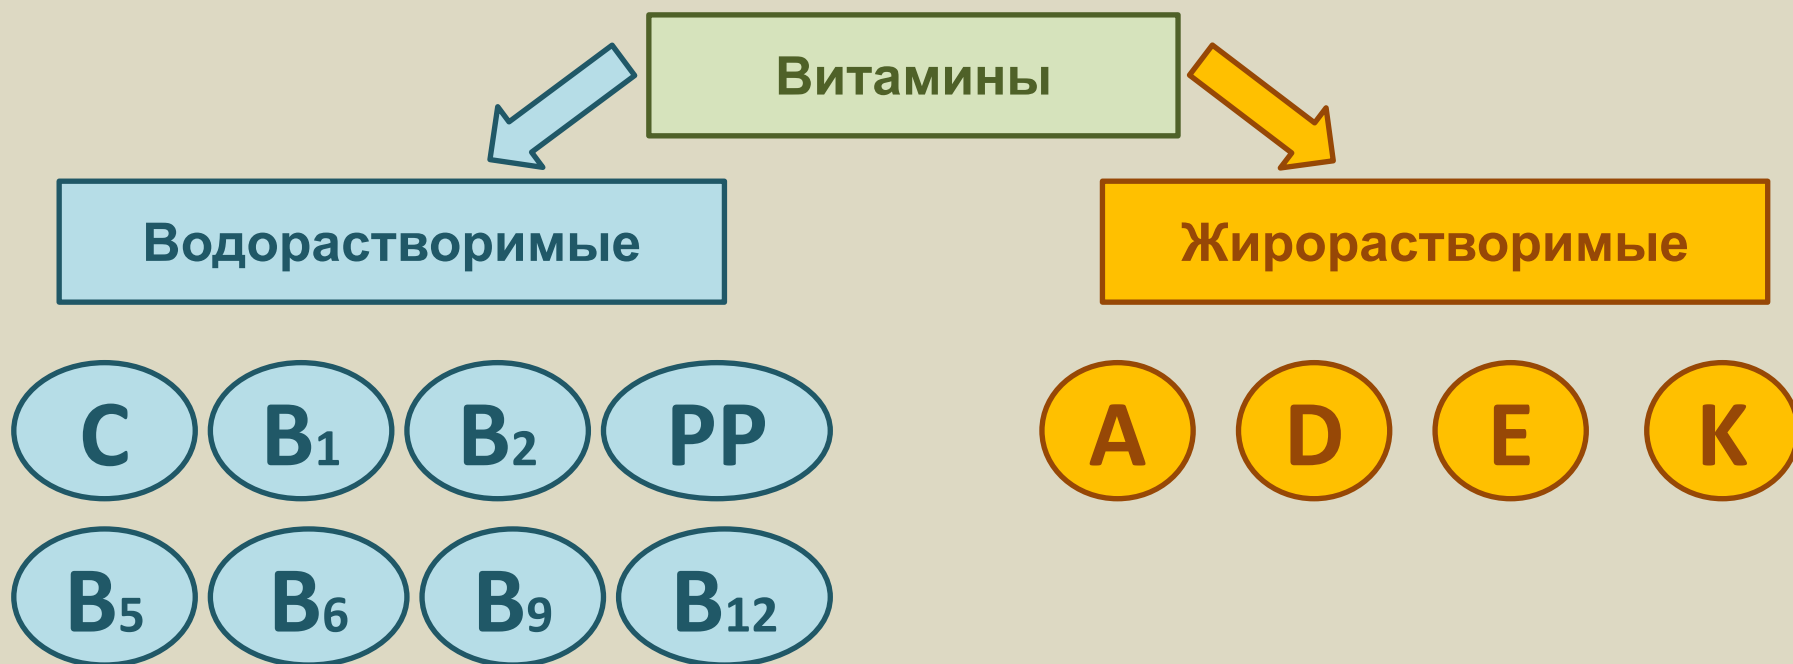 Витамины
Водорастворимые
Жирорастворимые
C B1 B2 PP
A D E K
B5 B6 B9 B12